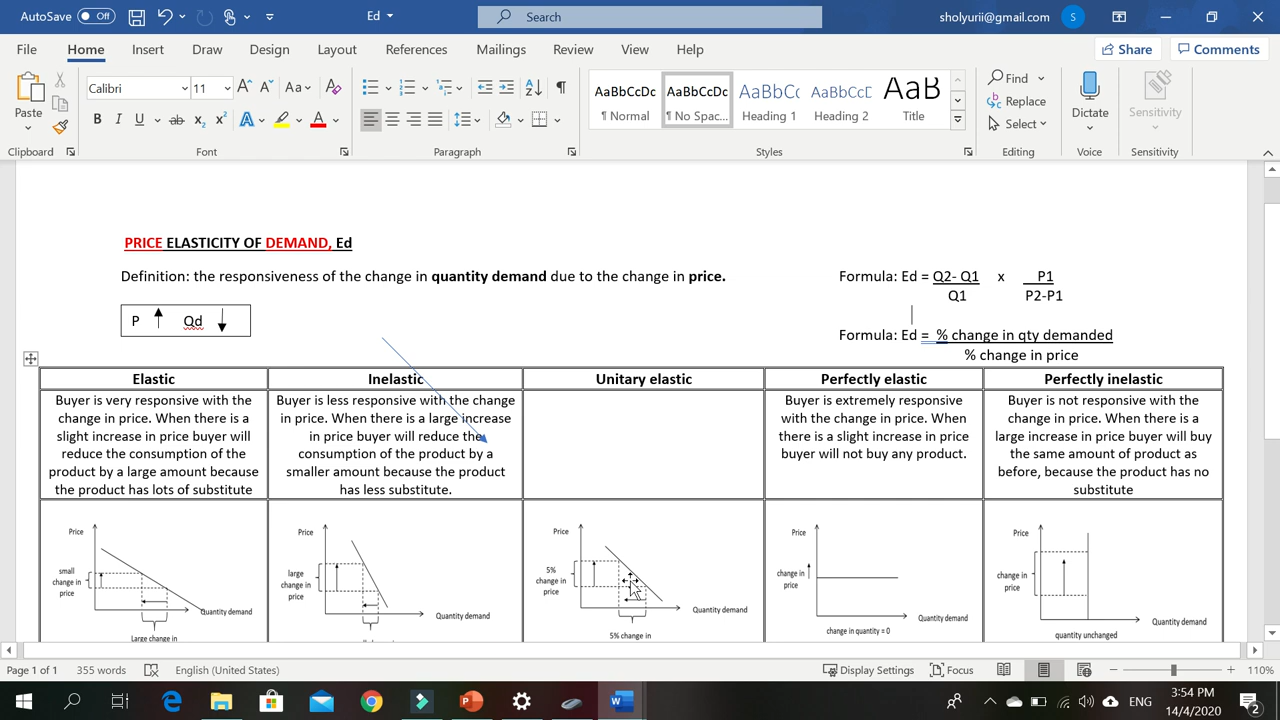 AutoSave Off Ed Search sholyurii@gmail.com S
File Home Insert Draw Design Layout References Mailings Review View Help Share Comments
Paste Calibri 11 Aa AaBbCcDc AaBbCcDc AaBbCc AaBbCcD AaB Find Replace Select Dictate Sensitivity
¶ Normal ¶ No Spac... Heading 1 Heading 2 Title
Clipboard Font Paragraph Styles Editing Voice Sensitivity
PRICE ELASTICITY OF DEMAND, Ed
Definition: the responsiveness of the change in quantity demand due to the change in price.
Formula: Ed = Q2- Q1 x P1
Q1 P2-P1
P Qd
Formula: Ed = % change in qty demanded
% change in price
Elastic
Buyer is very responsive with the
change in price. When there is a
slight increase in price buyer will
reduce the consumption of the
product by a large amount because
the product has lots of substitute
Inelastic
Buyer is less responsive with the change
in price. When there is a large increase
in price buyer will reduce the
consumption of the product by a
smaller amount because the product
has less substitute.
Unitary elastic
Perfectly elastic
Buyer is extremely responsive
with the change in price. When
there is a slight increase in price
buyer will not buy any product.
Perfectly inelastic
Buyer is not responsive with the
change in price. When there is a
large increase in price buyer will buy
the same amount of product as
before, because the product has no
substitute
Price
small
change in
price
Quantity demand
Large change in
Price
large
change in
price
Quantity demand
Price
5%
change in
price
Quantity demand
5% change in
Price
change in
price
Quantity demand
change in quantity = 0
Price
change in
price
Quantity demand
quantity unchanged
Page 1 of 1 355 words English (United States) Display Settings Focus 110%
ENG 3:54 PM
14/4/2020 2